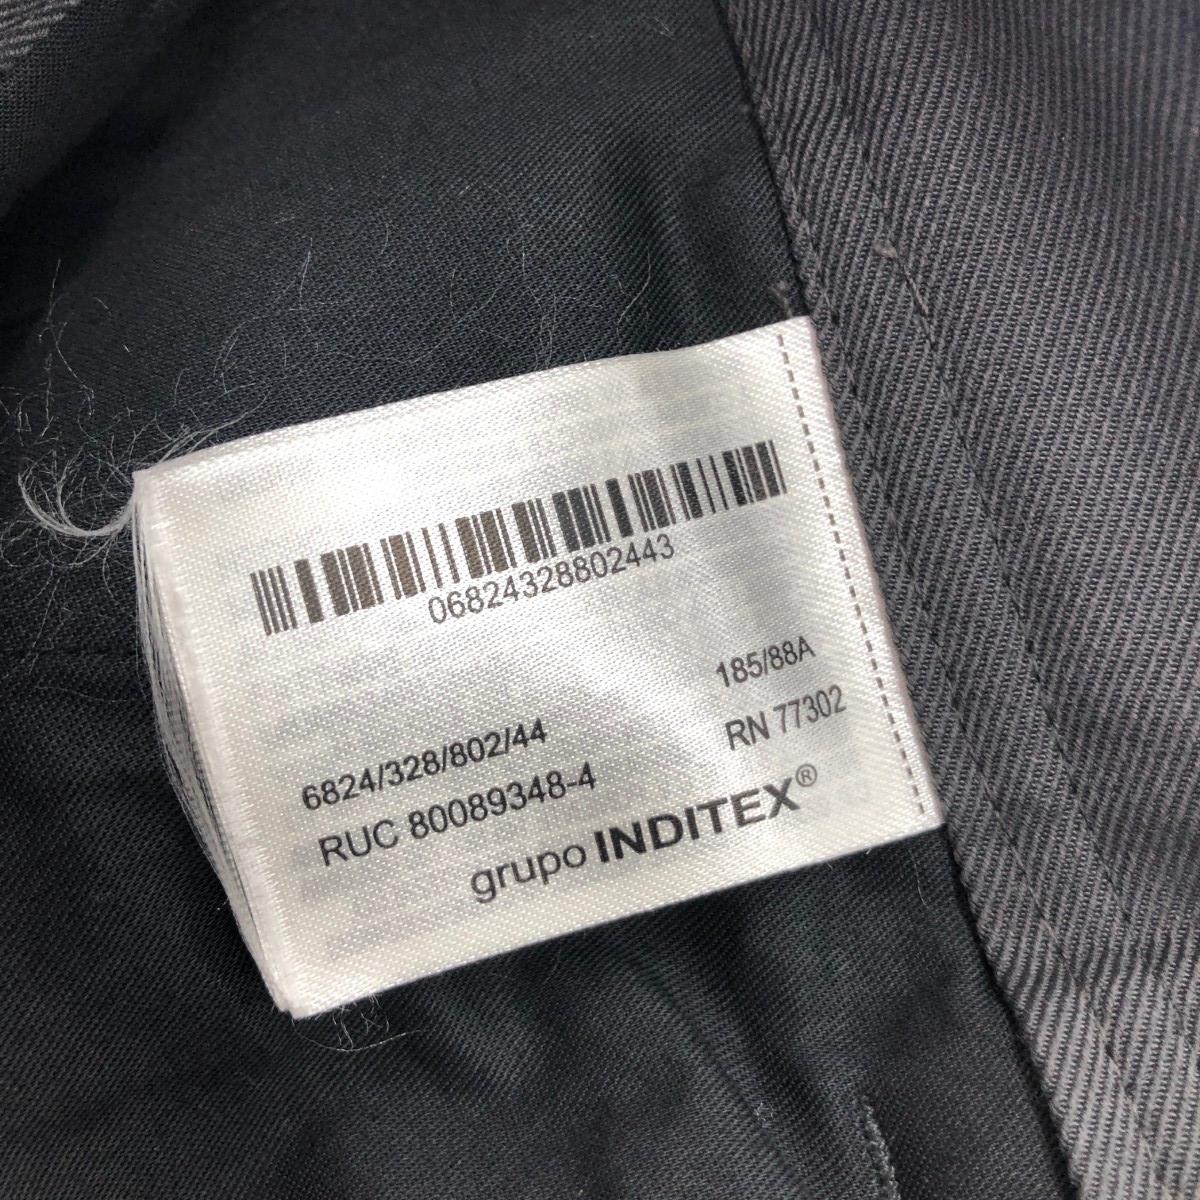 06824328802443
185/88A
6824/328/802/44
RN 77302
RUC 80089348-4
grupo INDITEX®